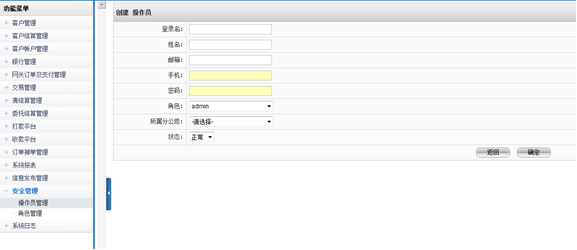 功能菜单
客户管理
客户结算管理
客户帐户管理
银行管理
网关订单及支付管理
交易管理
清结算管理
委托结算管理
打款平台
收款平台
订单掉单管理
系统报表
信息发布管理
安全管理
操作员管理
角色管理
系统日志
创建 操作员
登录名:
姓名:
邮箱:
手机:
密码:
角色: admin
所属分公司: -请选择-
状态: 正常
返回 确定